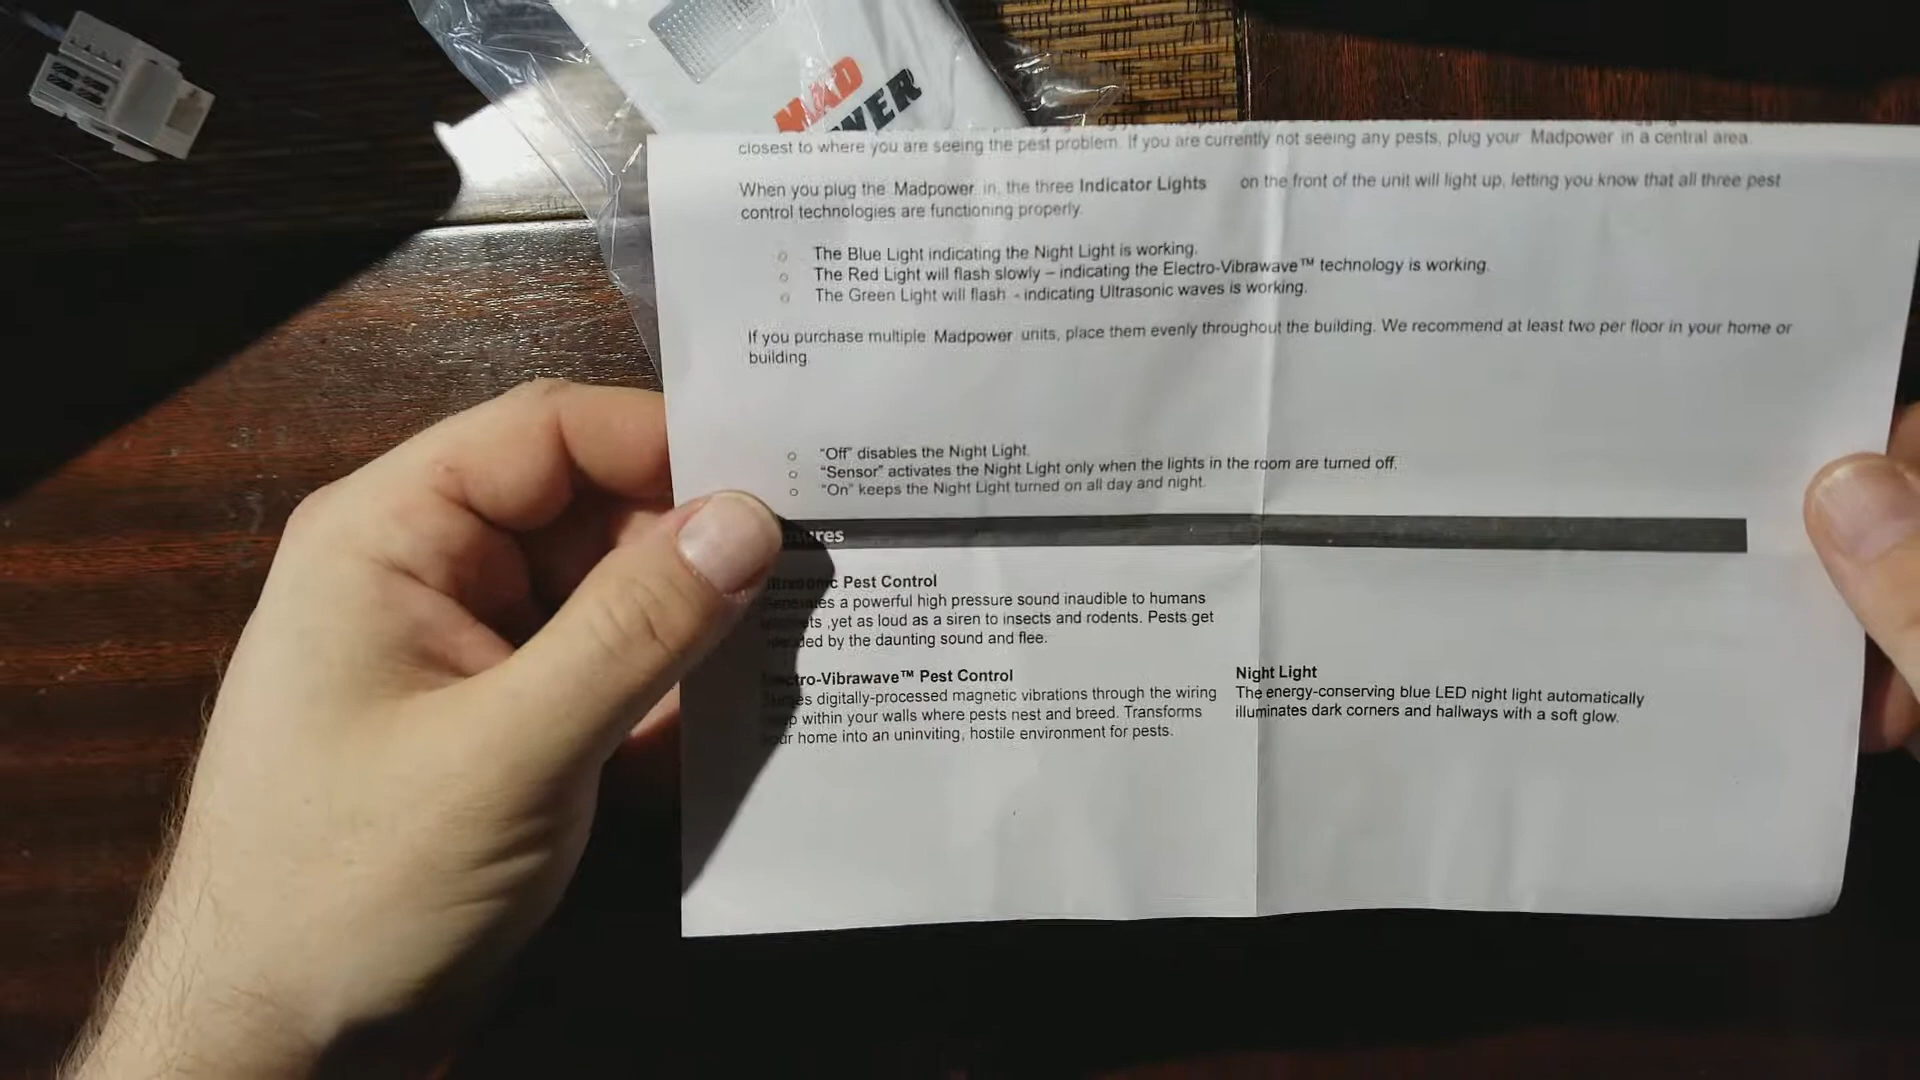 MAD
closest to where you are seeing the pest problem. If you are currently not seeing any pests, plug your Madpower in a central area.
When you plug the Madpower in, the three Indicator Lights on the front of the unit will light up, letting you know that all three pest
control technologies are functioning properly.
○ The Blue Light indicating the Night Light is working.
○ The Red Light will flash slowly – indicating the Electro-Vibrawave™ technology is working.
○ The Green Light will flash - indicating Ultrasonic waves is working.
If you purchase multiple Madpower units, place them evenly throughout the building. We recommend at least two per floor in your home or
building.
○ “Off” disables the Night Light.
○ “Sensor” activates the Night Light only when the lights in the room are turned off.
○ “On” keeps the Night Light turned on all day and night.
Ultrasonic Pest Control
a powerful high pressure sound inaudible to humans
,yet as loud as a siren to insects and rodents. Pests get
by the daunting sound and flee.
Electro-Vibrawave™ Pest Control
digitally-processed magnetic vibrations through the wiring
within your walls where pests nest and breed. Transforms
your home into an uninviting, hostile environment for pests.
Night Light
The energy-conserving blue LED night light automatically
illuminates dark corners and hallways with a soft glow.